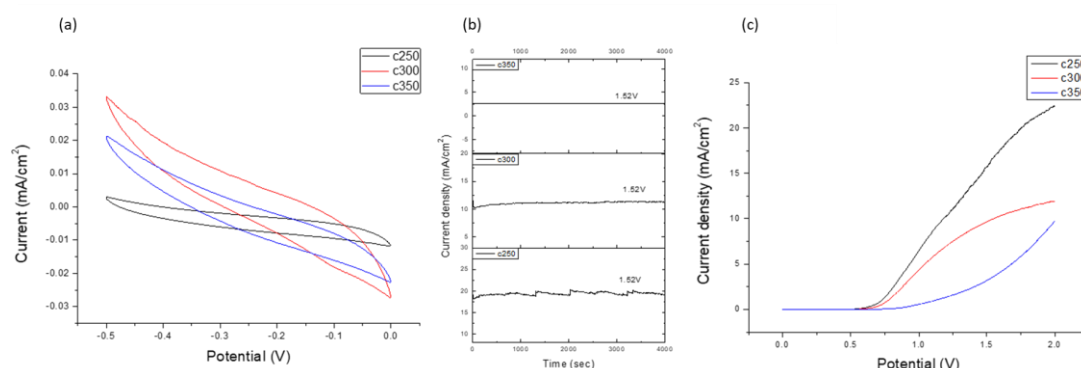 (a)
c250
c300
c350
0.04
0.03
0.02
0.01
0.00
-0.01
-0.02
-0.03
Current (mA/cm²)
-0.5
-0.4
-0.3
-0.2
-0.1
0.0
Potential (V)
(b)
0
1000
2000
3000
4000
c350
1.52V
10
5
0
-5
20
c300
1.52V
15
10
5
30
c250
1.52V
25
20
15
10
Current density (mA/cm²)
0
1000
2000
3000
4000
Time (sec)
(c)
c250
c300
c350
25
20
15
10
5
0
Current density (mA/cm²)
0.0
0.5
1.0
1.5
2.0
Potential (V)